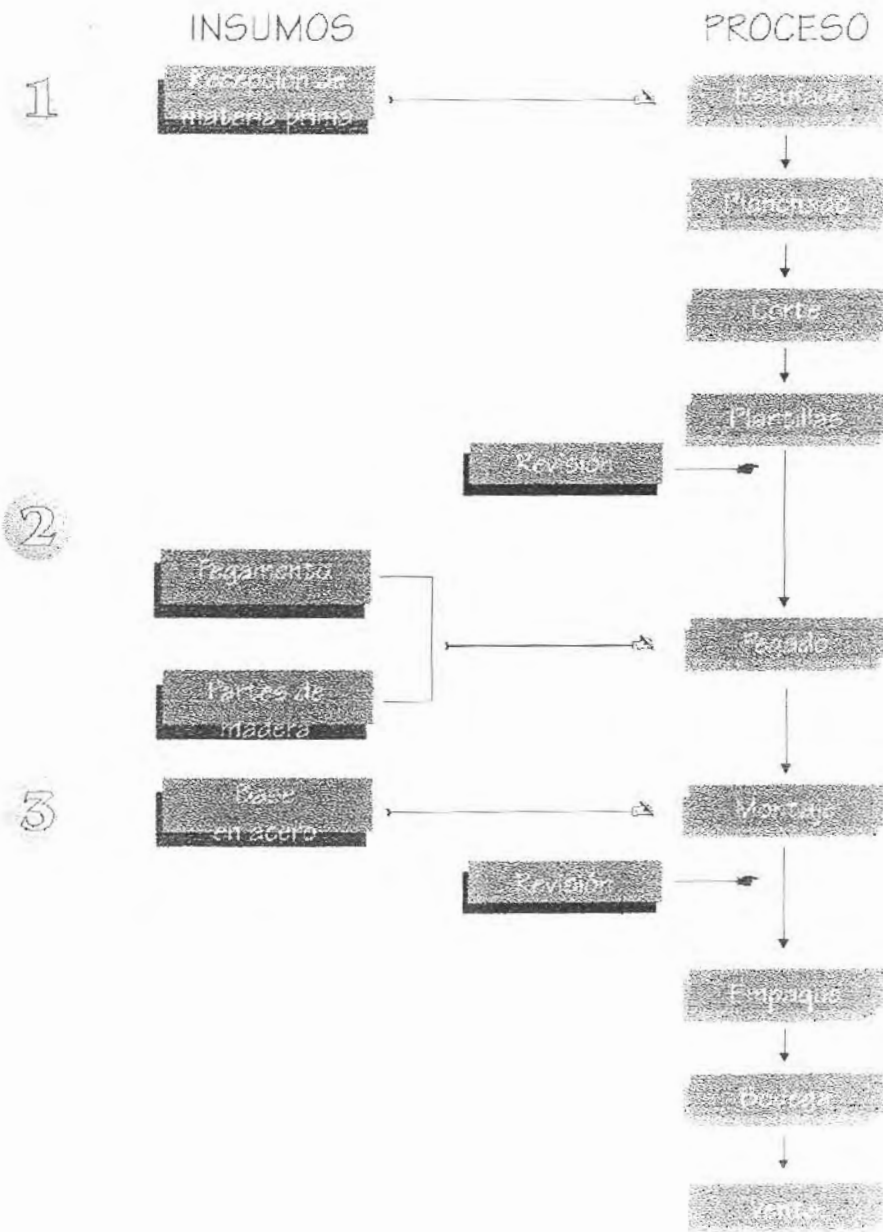 INSUMOS
PROCESO
1
Recepción de
materia prima
Estufado
Planchado
Corte
Plantillas
Revisión
2
Pegamento
Pegado
Partes de
madera
3
Base
en acero
Montaje
Revisión
Empaque
Bodega
Venta